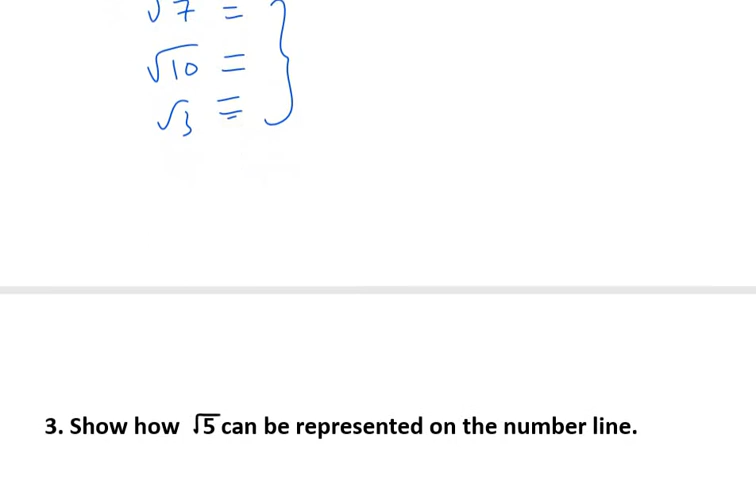 √7 =
√10 =
√3 =
3. Show how √5 can be represented on the number line.